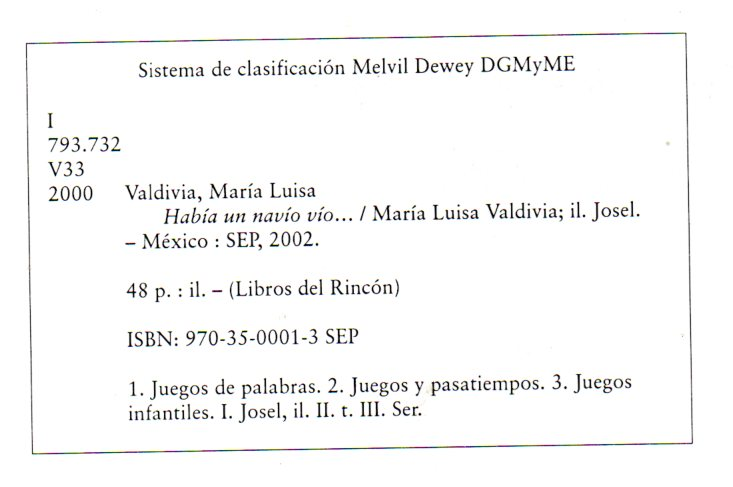 Sistema de clasificación Melvil Dewey DGMyME
I
793.732
V33
2000 Valdivia, María Luisa
Había un navío vío... / María Luisa Valdivia; il. Josel.
– México : SEP, 2002.
48 p. : il. – (Libros del Rincón)
ISBN: 970-35-0001-3 SEP
1. Juegos de palabras. 2. Juegos y pasatiempos. 3. Juegos
infantiles. I. Josel, il. II. t. III. Ser.